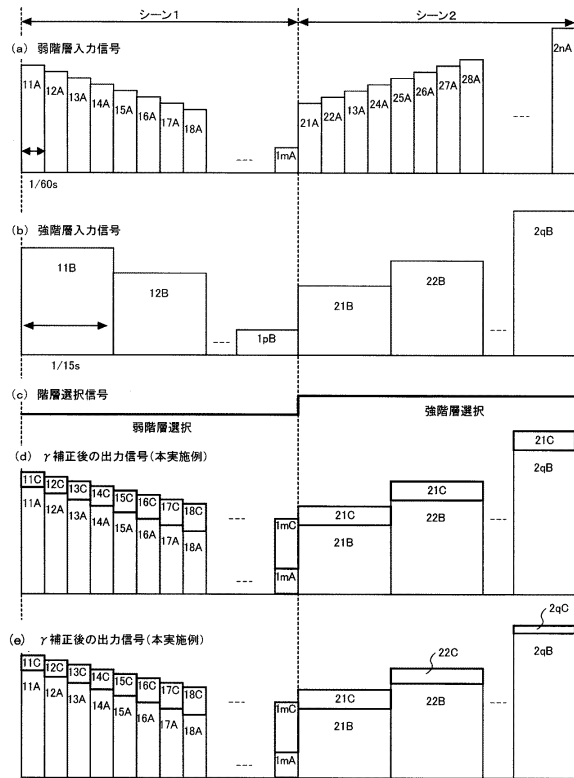 シーン1 シーン2
(a) 弱階層入力信号
2nA
11A 12A 13A 14A 15A 16A 17A 18A --- 1mA 21A 22A 13A 24A 25A 26A 27A 28A ---
1/60s
(b) 強階層入力信号
11B 12B --- 1pB 21B 22B --- 2qB
1/15s
(c) 階層選択信号
弱階層選択 強階層選択
(d) γ補正後の出力信号(本実施例)
11C 12C 13C 14C 15C 16C 17C 18C --- 1mC 21C 21C --- 21C
11A 12A 13A 14A 15A 16A 17A 18A --- 1mA 21B 22B 2qB
(e) γ補正後の出力信号(本実施例)
11C 12C 13C 14C 15C 16C 17C 18C --- 1mC 21C 22C --- 2qC
11A 12A 13A 14A 15A 16A 17A 18A --- 1mA 21B 22B 2qB